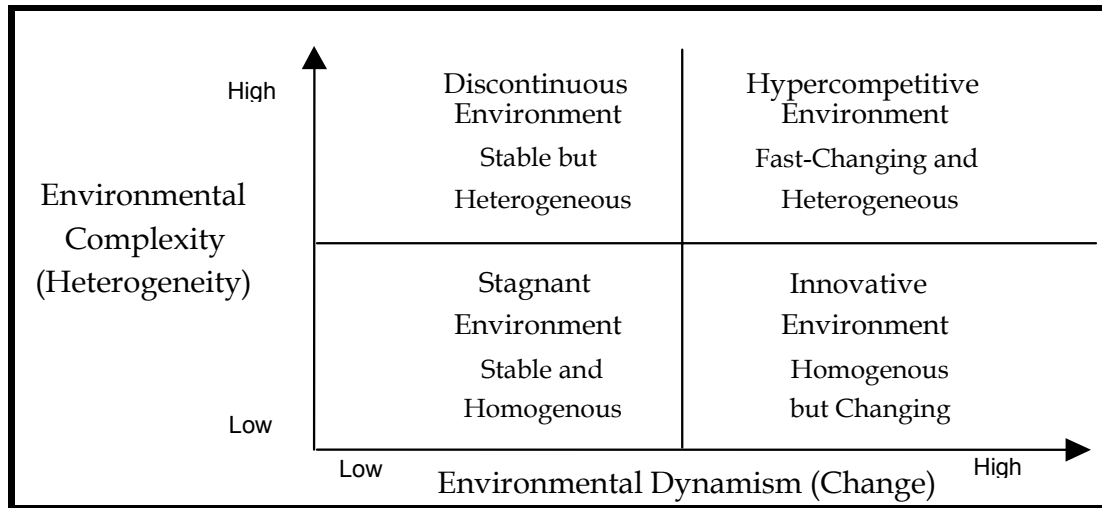 High
Discontinuous
Environment
Stable but
Heterogeneous
Hypercompetitive
Environment
Fast-Changing and
Heterogeneous
Environmental
Complexity
(Heterogeneity)
Stagnant
Environment
Stable and
Homogenous
Innovative
Environment
Homogenous
but Changing
Low
Low
Environmental Dynamism (Change)
High